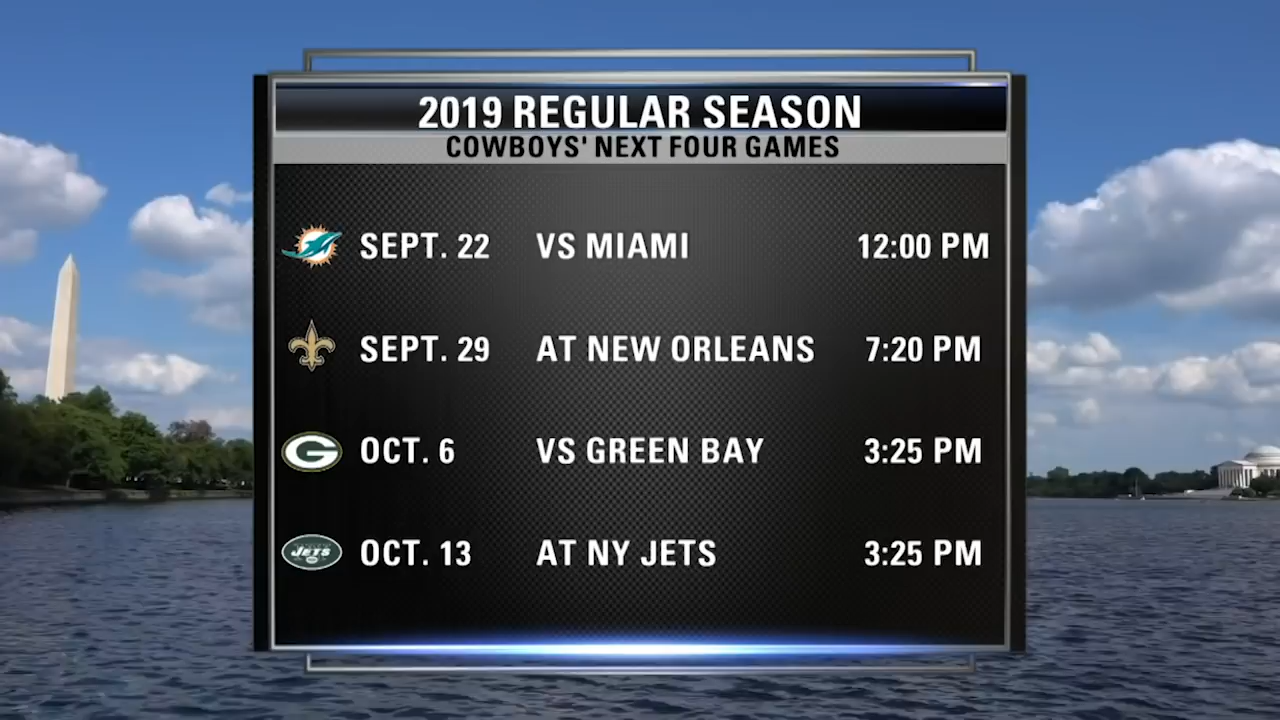 2019 REGULAR SEASON
COWBOYS' NEXT FOUR GAMES
SEPT. 22 VS MIAMI 12:00 PM
SEPT. 29 AT NEW ORLEANS 7:20 PM
G OCT. 6 VS GREEN BAY 3:25 PM
JETS OCT. 13 AT NY JETS 3:25 PM